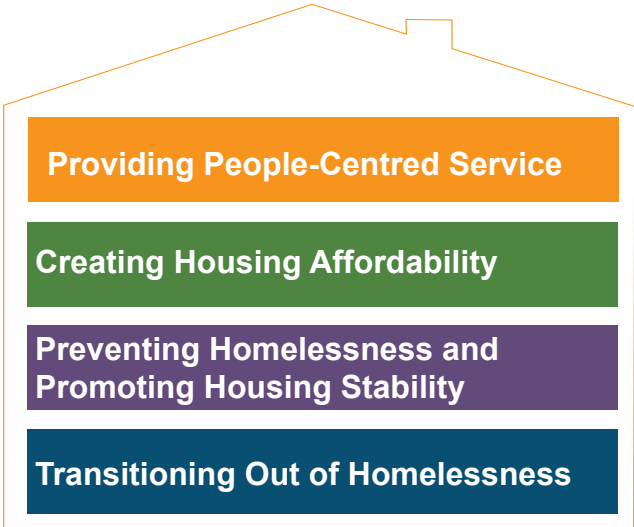 Providing People-Centred Service
Creating Housing Affordability
Preventing Homelessness and
Promoting Housing Stability
Transitioning Out of Homelessness